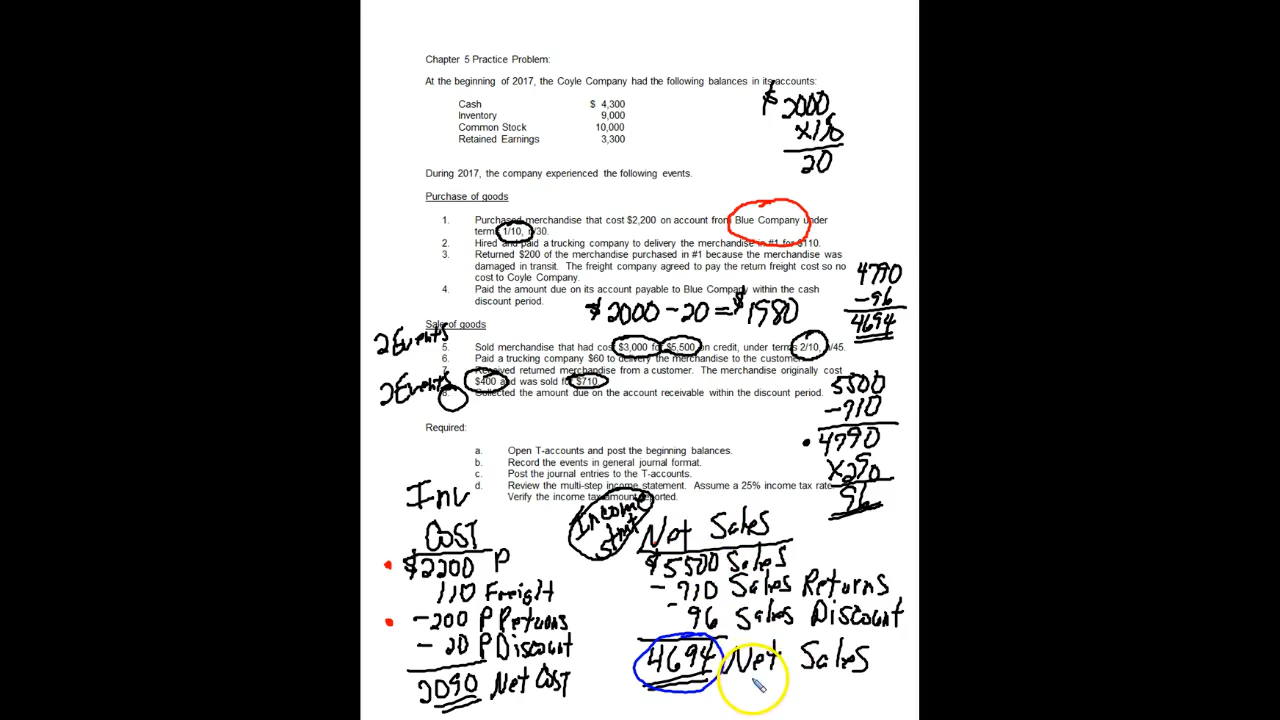 Chapter 5 Practice Problem:
At the beginning of 2017, the Coyle Company had the following balances in its accounts:
Cash $ 4,300
Inventory 9,000
Common Stock 10,000
Retained Earnings 3,300
$2000
x1%
20
During 2017, the company experienced the following events.
Purchase of goods
1. Purchased merchandise that cost $2,200 on account from Blue Company under
terms 1/10, n/30.
2. Hired and paid a trucking company to delivery the merchandise in #1 for $110.
3. Returned $200 of the merchandise purchased in #1 because the merchandise was
damaged in transit. The freight company agreed to pay the return freight cost so no
cost to Coyle Company.
4. Paid the amount due on its account payable to Blue Company within the cash
discount period.
$2000 - 20 = $1980
4790
- 96
4694
Sale of goods
2 Events
5. Sold merchandise that had cost $3,000 for $5,500 on credit, under terms 2/10, n/45.
6. Paid a trucking company $60 to delivery the merchandise to the customer.
7. Received returned merchandise from a customer. The merchandise originally cost
$400 and was sold for $710.
2 Events
8. Collected the amount due on the account receivable within the discount period.
5500
- 710
4790
x2%
96
Required:
a. Open T-accounts and post the beginning balances.
b. Record the events in general journal format.
c. Post the journal entries to the T-accounts.
d. Review the multi-step income statement. Assume a 25% income tax rate
Verify the income tax amount reported.
Inv
Cost
$2200 P
110 Freight
- 200 P Returns
- 20 P Discount
2090 Net Cost
Income
Stmt
Net Sales
$5500 Sales
- 710 Sales Returns
- 96 Sales Discount
4694 Net Sales